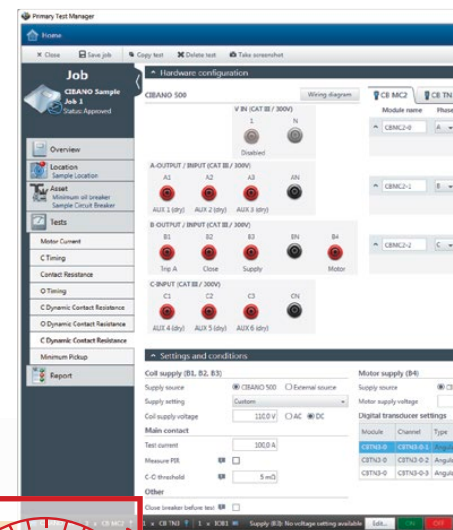 Primary Test Manager
Home
Close Save job Copy test Delete test Take screenshot
Job
CIBANO Sample
Job 1
Status: Approved
Overview
Location
Sample Location
Asset
Minimum oil breaker
Sample Circuit Breaker
Tests
Motor Current
C Timing
Contact Resistance
O Timing
C Dynamic Contact Resistance
O Dynamic Contact Resistance
C Dynamic Contact Resistance
Minimum Pickup
Report
Hardware configuration
CIBANO 500 Wiring diagram
V IN (CAT III / 300V)
1 N
Disabled
A-OUTPUT / INPUT (CAT III / 300V)
A1 A2 A3 AN
AUX 1 (dry) AUX 2 (dry) AUX 3 (dry)
B-OUTPUT / INPUT (CAT III / 300V)
B1 B2 B3 BN B4
Trip A Close Supply Motor
C-INPUT (CAT III / 300V)
C1 C2 C3 CN
AUX 4 (dry) AUX 5 (dry) AUX 6 (dry)
CB MC2 CB TN
Module name Phase
CBMC2-0 A
CBMC2-1 B
CBMC2-2 C
Settings and conditions
Coil supply (B1, B2, B3)
Supply source CIBANO 500 External source
Supply setting Custom
Coil supply voltage 110.0 V AC DC
Main contact
Test current 100.0 A
Measure PIR
C-C threshold 5 mΩ
Other
Close breaker before test
Motor supply (B4)
Supply source
Motor supply voltage
Digital transducer settings
Module Channel Type
CBTN3-0 CBTN3-0-1
CBTN3-0 CBTN3-0-2
CBTN3-0 CBTN3-0-3
CB MC2 1 x CB TN3 1 x IOB1 Supply (B3): No voltage setting available Edit... ON OFF